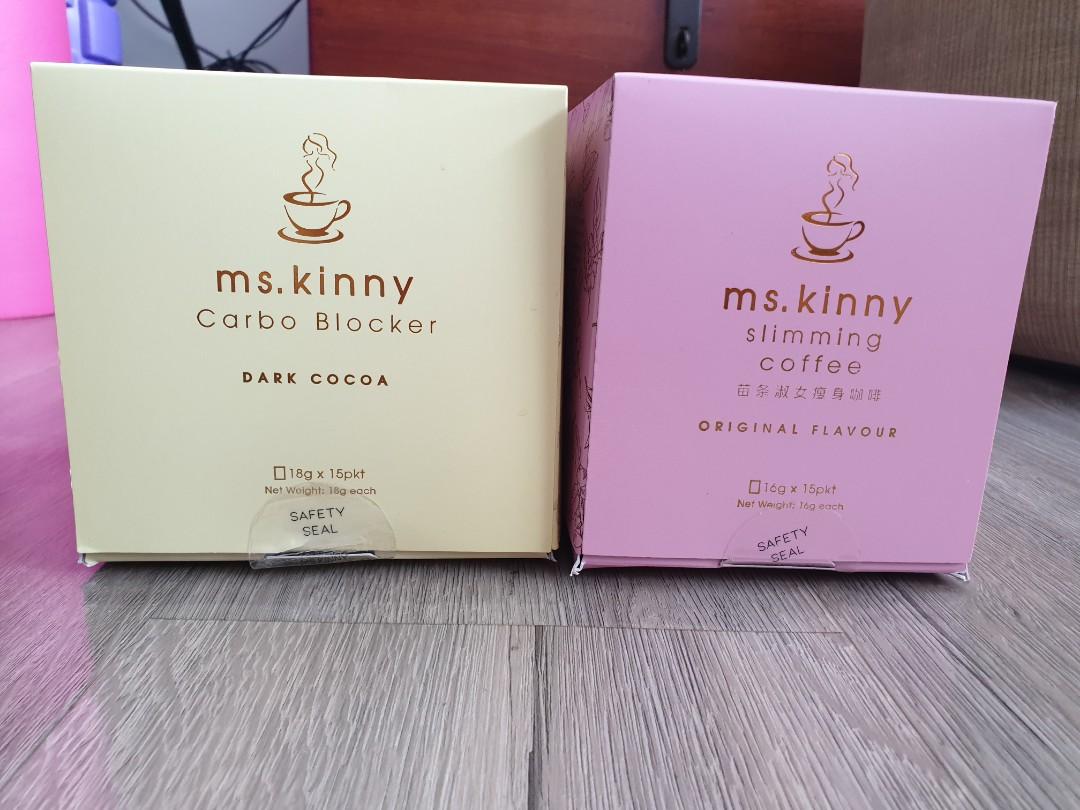 ms.kinny
Carbo Blocker
DARK COCOA
18g x 15pkt
Net Weight: 18g each
SAFETY
SEAL
ms.kinny
slimming
coffee
苗条淑女瘦身咖啡
ORIGINAL FLAVOUR
16g x 15pkt
Net Weight: 16g each
SAFETY
SEAL